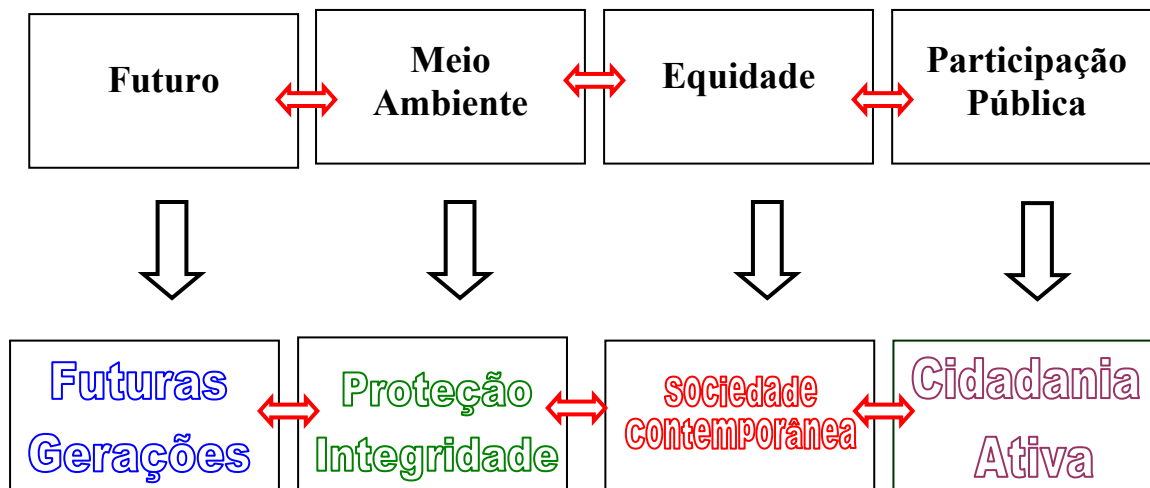 Futuro
Meio
Ambiente
Equidade
Participação
Pública
Futuras
Gerações
Proteção
Integridade
sociedade
contemporânea
Cidadania
Ativa